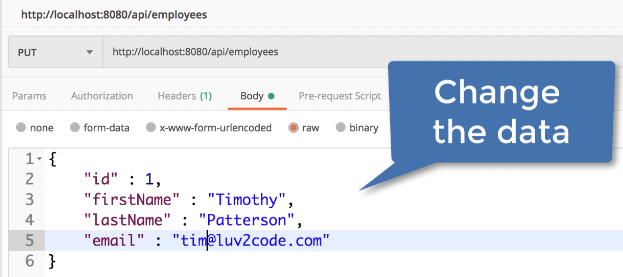 http://localhost:8080/api/employees
PUT http://localhost:8080/api/employees
Params Authorization Headers (1) Body Pre-request Script
none form-data x-www-form-urlencoded raw binary
Change
the data
1 {
2 "id" : 1,
3 "firstName" : "Timothy",
4 "lastName" : "Patterson",
5 "email" : "tim@luv2code.com"
6 }